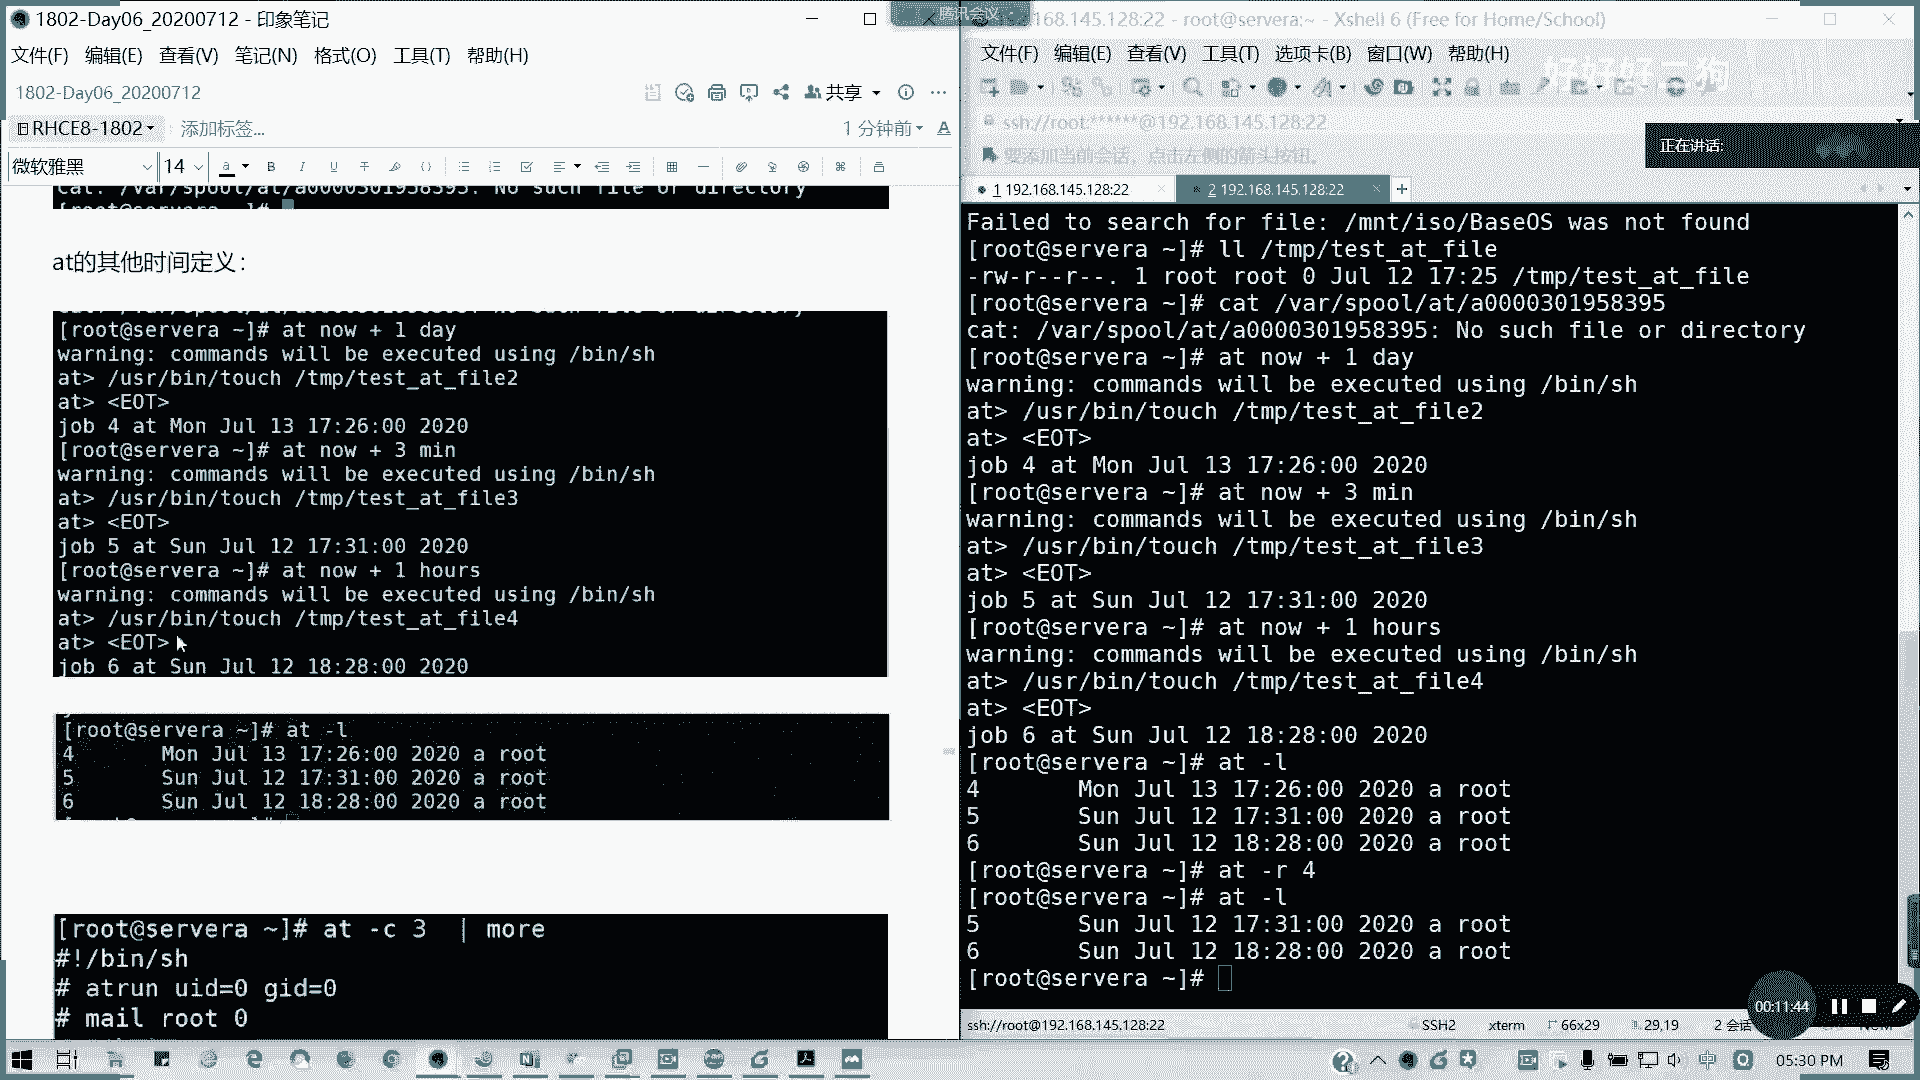 1802-Day06_20200712 - 印象笔记
文件(F) 编辑(E) 查看(V) 笔记(N) 格式(O) 工具(T) 帮助(H)
1802-Day06_20200712
共享
RHCE8-1802
添加标签...
1 分钟前
微软雅黑 14
cat: /var/spool/at/a0000301958395: No such file or directory
[root@servera ~]#
at的其他时间定义：
[root@servera ~]# at now + 1 day
warning: commands will be executed using /bin/sh
at> /usr/bin/touch /tmp/test_at_file2
at> <EOT>
job 4 at Mon Jul 13 17:26:00 2020
[root@servera ~]# at now + 3 min
warning: commands will be executed using /bin/sh
at> /usr/bin/touch /tmp/test_at_file3
at> <EOT>
job 5 at Sun Jul 12 17:31:00 2020
[root@servera ~]# at now + 1 hours
warning: commands will be executed using /bin/sh
at> /usr/bin/touch /tmp/test_at_file4
at> <EOT>
job 6 at Sun Jul 12 18:28:00 2020
[root@servera ~]# at -l
4 Mon Jul 13 17:26:00 2020 a root
5 Sun Jul 12 17:31:00 2020 a root
6 Sun Jul 12 18:28:00 2020 a root
[root@servera ~]# at -c 3 | more
#!/bin/sh
# atrun uid=0 gid=0
# mail root 0
腾讯会议
192.168.145.128:22 - root@servera:~ - Xshell 6 (Free for Home/School)
文件(F) 编辑(E) 查看(V) 工具(T) 选项卡(B) 窗口(W) 帮助(H)
ssh://root:******@192.168.145.128:22
正在讲话:
要添加当前会话，点击左侧的箭头按钮。
1 192.168.145.128:22
2 192.168.145.128:22
Failed to search for file: /mnt/iso/BaseOS was not found
[root@servera ~]# ll /tmp/test_at_file
-rw-r--r--. 1 root root 0 Jul 12 17:25 /tmp/test_at_file
[root@servera ~]# cat /var/spool/at/a0000301958395
cat: /var/spool/at/a0000301958395: No such file or directory
[root@servera ~]# at now + 1 day
warning: commands will be executed using /bin/sh
at> /usr/bin/touch /tmp/test_at_file2
at> <EOT>
job 4 at Mon Jul 13 17:26:00 2020
[root@servera ~]# at now + 3 min
warning: commands will be executed using /bin/sh
at> /usr/bin/touch /tmp/test_at_file3
at> <EOT>
job 5 at Sun Jul 12 17:31:00 2020
[root@servera ~]# at now + 1 hours
warning: commands will be executed using /bin/sh
at> /usr/bin/touch /tmp/test_at_file4
at> <EOT>
job 6 at Sun Jul 12 18:28:00 2020
[root@servera ~]# at -l
4 Mon Jul 13 17:26:00 2020 a root
5 Sun Jul 12 17:31:00 2020 a root
6 Sun Jul 12 18:28:00 2020 a root
[root@servera ~]# at -r 4
[root@servera ~]# at -l
5 Sun Jul 12 17:31:00 2020 a root
6 Sun Jul 12 18:28:00 2020 a root
[root@servera ~]#
00:11:44
ssh://root@192.168.145.128:22 SSH2 xterm 66x29 29,19 2 会话
中 05:30 PM